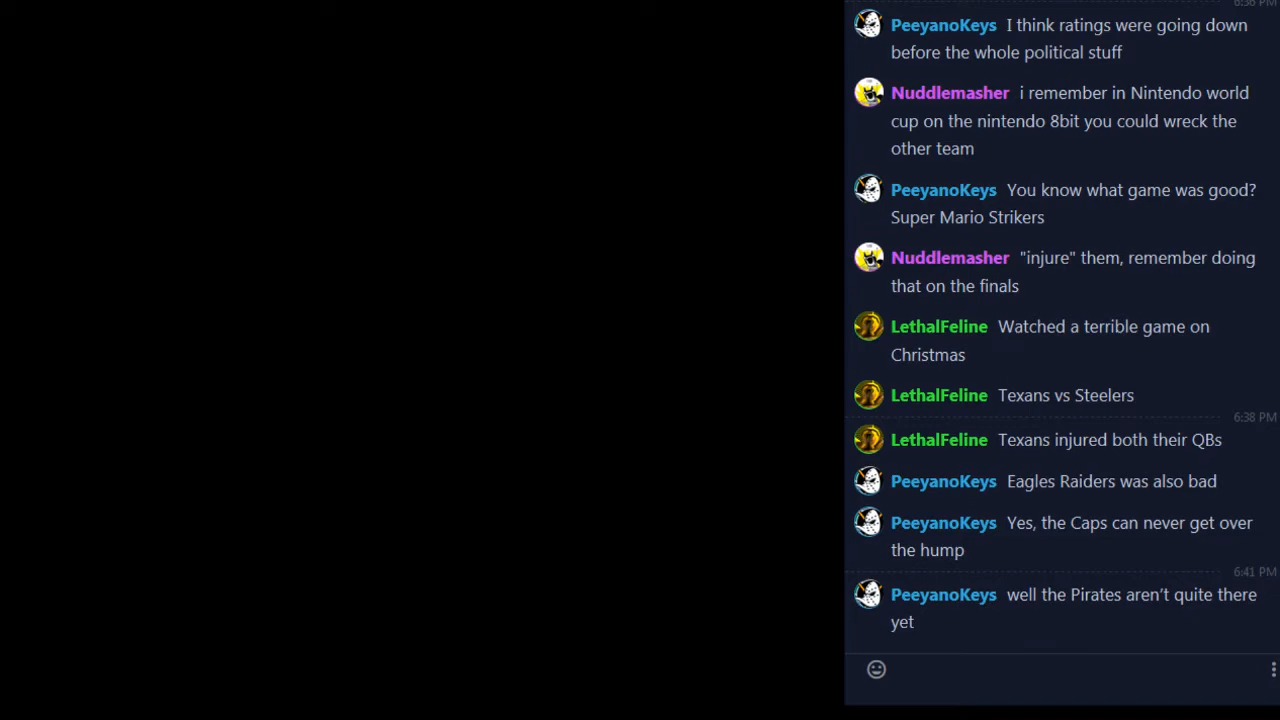 6:36 PM
PeeyanoKeys I think ratings were going down
before the whole political stuff
Nuddlemasher i remember in Nintendo world
cup on the nintendo 8bit you could wreck the
other team
PeeyanoKeys You know what game was good?
Super Mario Strikers
Nuddlemasher "injure" them, remember doing
that on the finals
LethalFeline Watched a terrible game on
Christmas
LethalFeline Texans vs Steelers
6:38 PM
LethalFeline Texans injured both their QBs
PeeyanoKeys Eagles Raiders was also bad
PeeyanoKeys Yes, the Caps can never get over
the hump
6:41 PM
PeeyanoKeys well the Pirates aren’t quite there
yet